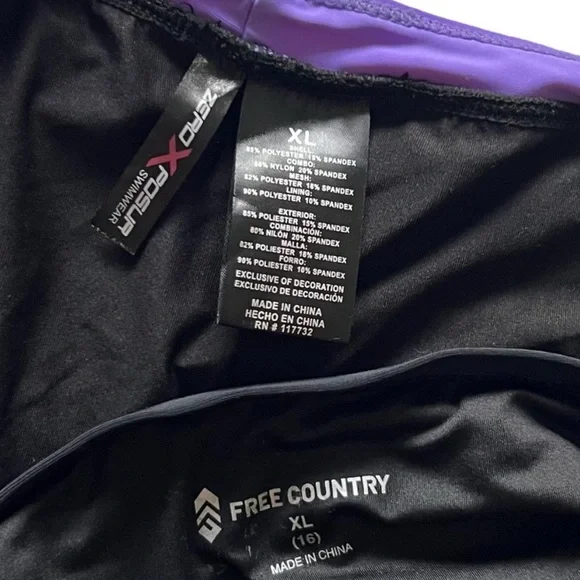 ZEROXPOSUR
SWIMWEAR
XL
SHELL:
85% POLYESTER 15% SPANDEX
COMBO:
80% NYLON 20% SPANDEX
MESH:
82% POLYESTER 18% SPANDEX
LINING:
90% POLYESTER 10% SPANDEX
EXTERIOR:
85% POLIESTER 15% SPANDEX
COMBINACIÓN:
80% NILÓN 20% SPANDEX
MALLA:
82% POLIESTER 18% SPANDEX
FORRO:
90% POLIESTER 10% SPANDEX
EXCLUSIVE OF DECORATION
EXCLUSIVO DE DECORACIÓN
MADE IN CHINA
HECHO EN CHINA
RN # 117732
FREE COUNTRY
XL
(16)
MADE IN CHINA